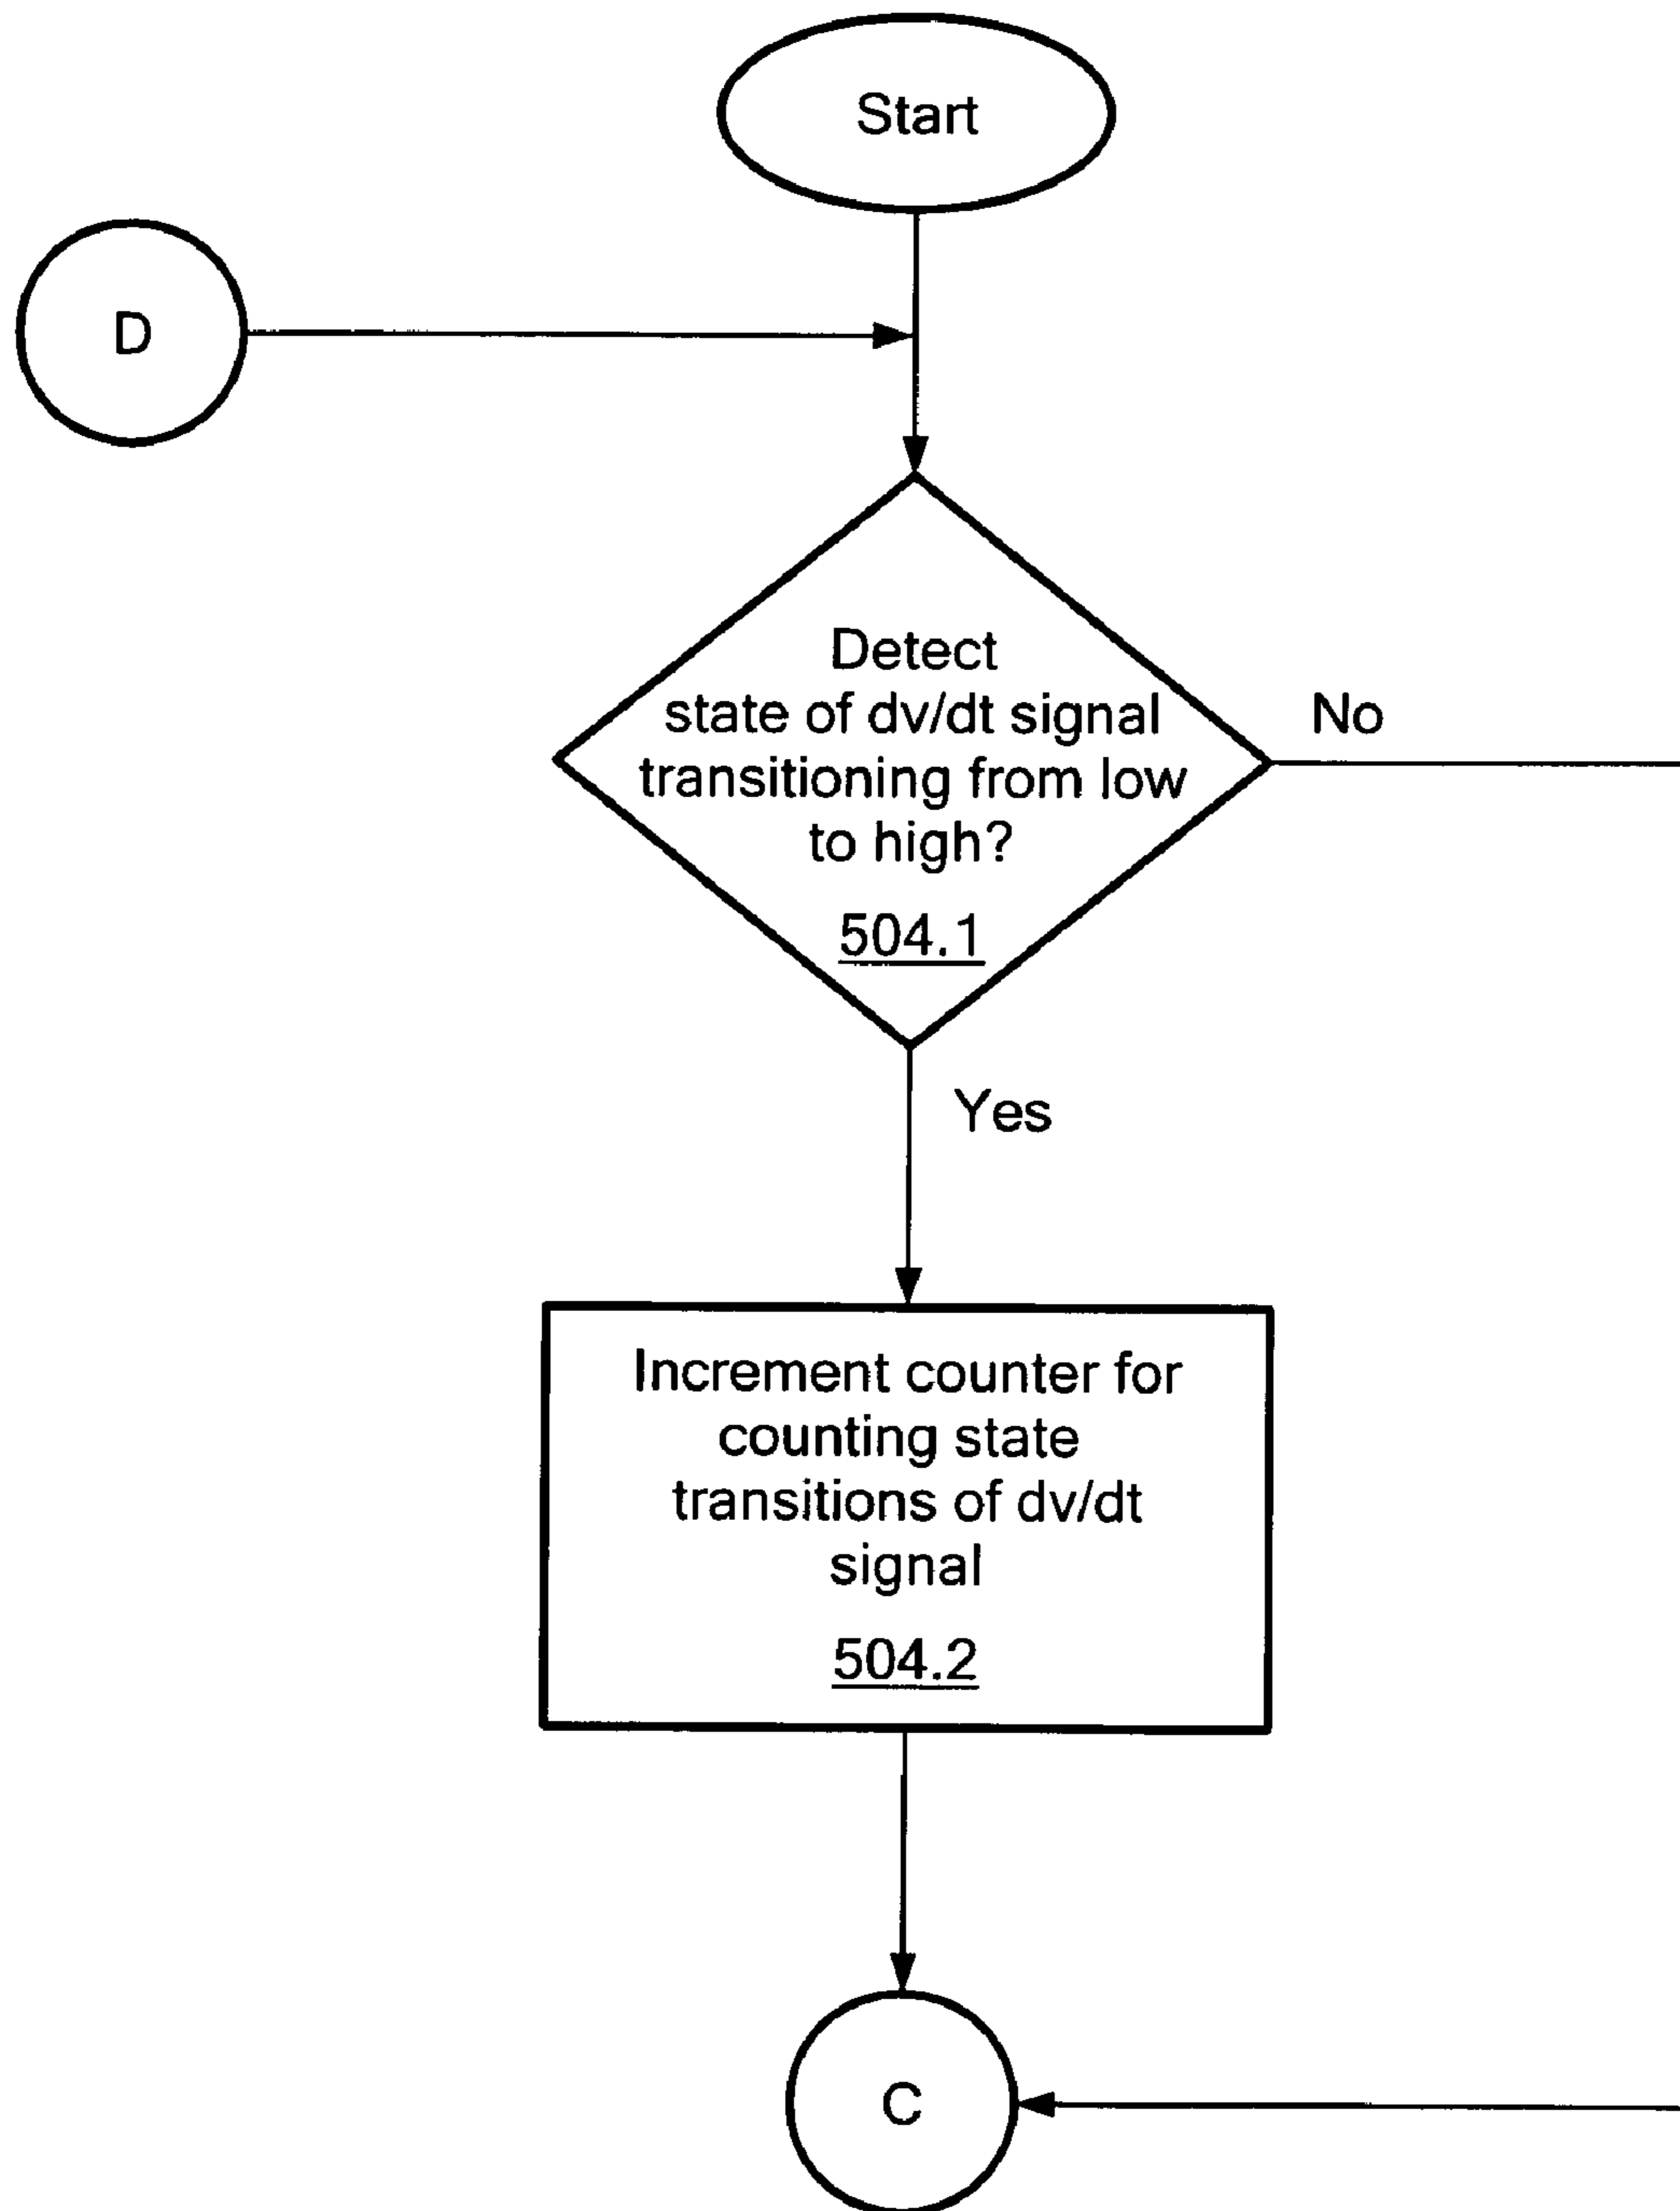 Start
D
Detect
state of dv/dt signal
transitioning from low
to high?
504.1
No
Yes
Increment counter for
counting state
transitions of dv/dt
signal
504.2
C